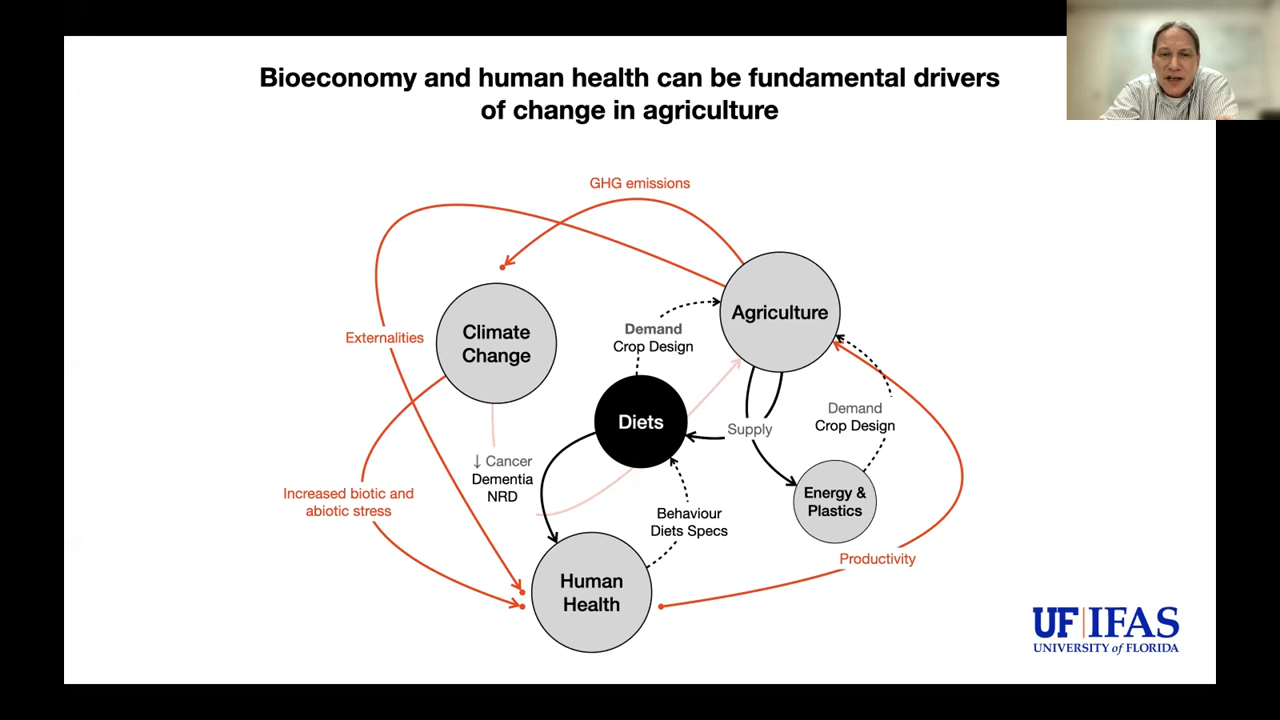 Bioeconomy and human health can be fundamental drivers
of change in agriculture
GHG emissions
Agriculture
Climate
Change
Externalities
Demand
Crop Design
Diets
Supply
Demand
Crop Design
↓ Cancer
Dementia
NRD
Increased biotic and
abiotic stress
Energy &
Plastics
Behaviour
Diets Specs
Productivity
Human
Health
UF|IFAS
UNIVERSITY of FLORIDA